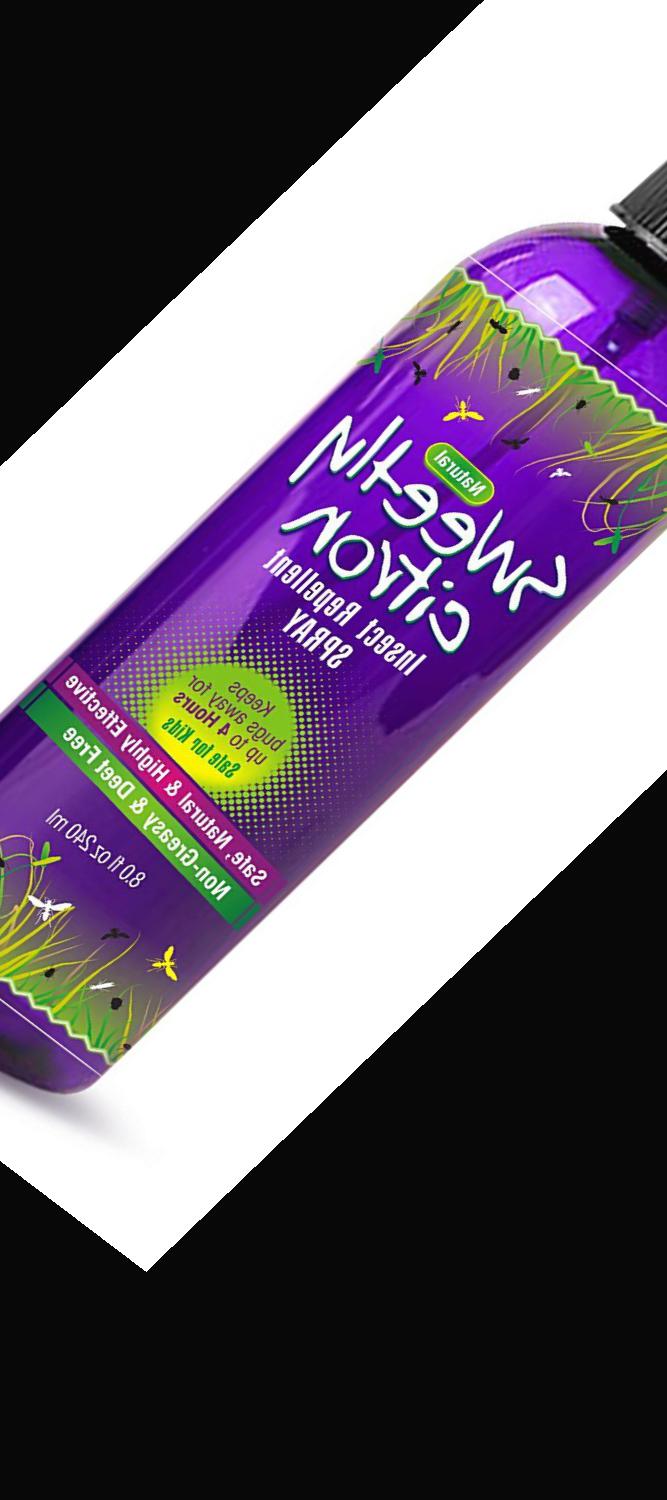 Natural
SWeetIN
citroN
Insect Repellent
SPRAY
Keeps
bugs away for
up to 4 Hours
Safe for Kids
Safe, Natural & Highly Effective
Non-Greasy & Deet Free
8.0 fl oz 240 ml